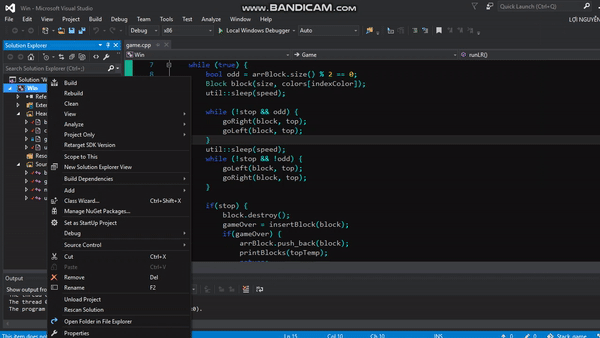 www.BANDICAM.com
Win - Microsoft Visual Studio
Quick Launch (Ctrl+Q)
File Edit View Project Build Debug Team Tools Test Analyze Window Help
LỢI NGUYỄN
Debug x86 Local Windows Debugger Auto
Solution Explorer
game.cpp
Win Game runLR()
Search Solution Explorer (Ctrl+;)
Solution 'W
Win
Refe
Exter
Head
Resou
Sour
7 while (true) {
8 bool odd = arrBlock.size() % 2 == 0;
Block block(size, colors[indexColor]);
util::sleep(speed);
while (!stop && odd) {
goRight(block, top);
goLeft(block, top);
}
util::sleep(speed);
while (!stop && !odd) {
goLeft(block, top);
goRight(block, top);
}
if(stop) {
block.destroy();
gameOver = insertBlock(block);
if(gameOver) {
arrBlock.push_back(block);
printBlocks(topTemp);
Build
Rebuild
Clean
View
Analyze
Project Only
Retarget SDK Version
Scope to This
New Solution Explorer View
Build Dependencies
Add
Class Wizard... Ctrl+Shift+X
Manage NuGet Packages...
Set as StartUp Project
Debug
Source Control
Cut Ctrl+X
Paste Ctrl+V
Remove Del
Rename F2
Unload Project
Rescan Solution
Open Folder in File Explorer
Properties
Output
Show output from
The thread
The program
This item does not
Ln 15 Col 10 Ch 10 INS 0 0 Stack_game